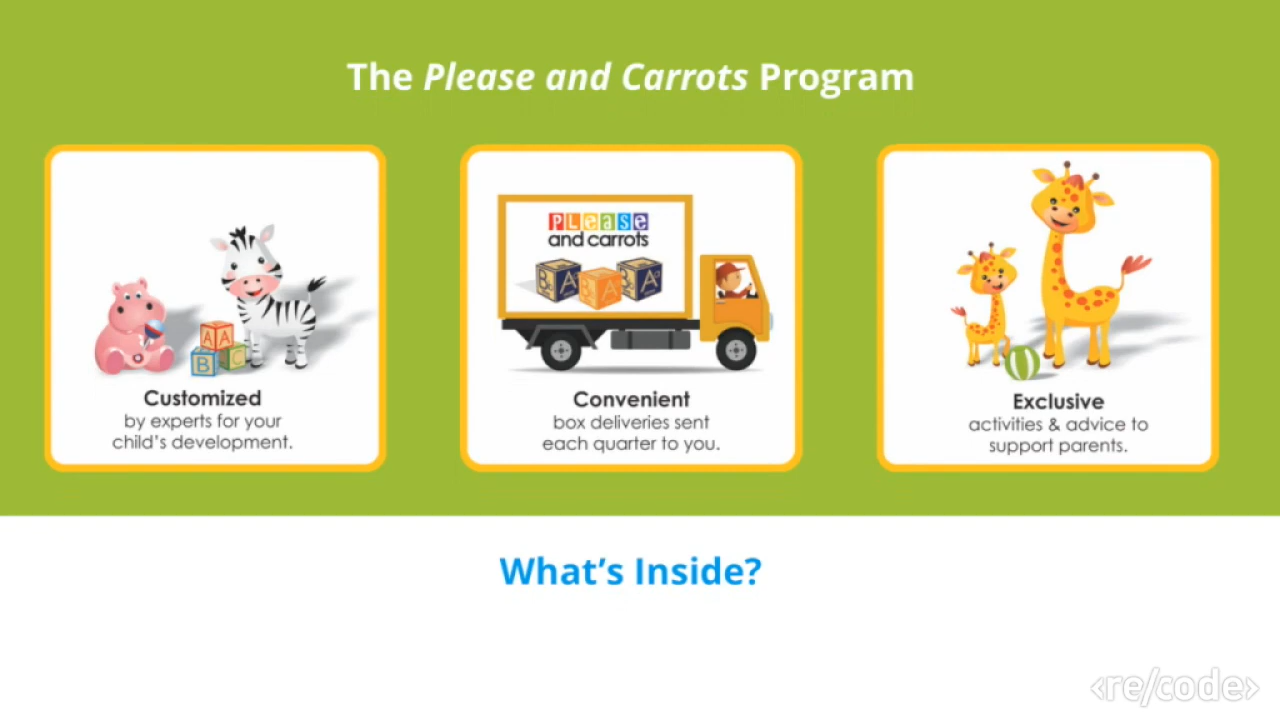 The Please and Carrots Program
PLeASe
and carrots
B A
B A
B A
A A
B C
Customized
by experts for your
child's development.
Convenient
box deliveries sent
each quarter to you.
Exclusive
activities & advice to
support parents.
What's Inside?
<re/code>